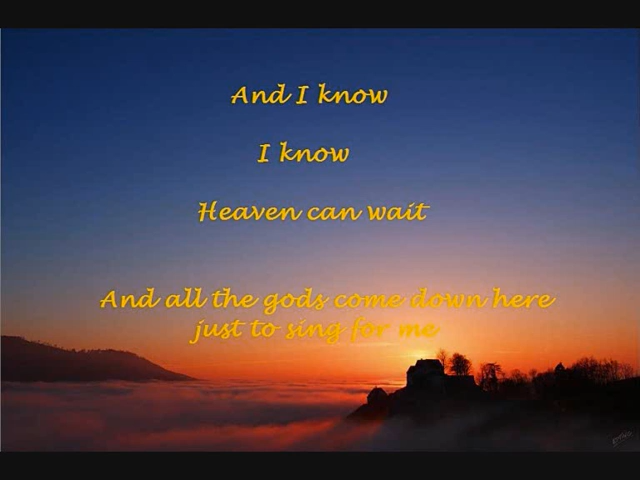 And I know
I know
Heaven can wait
And all the gods come down here
just to sing for me